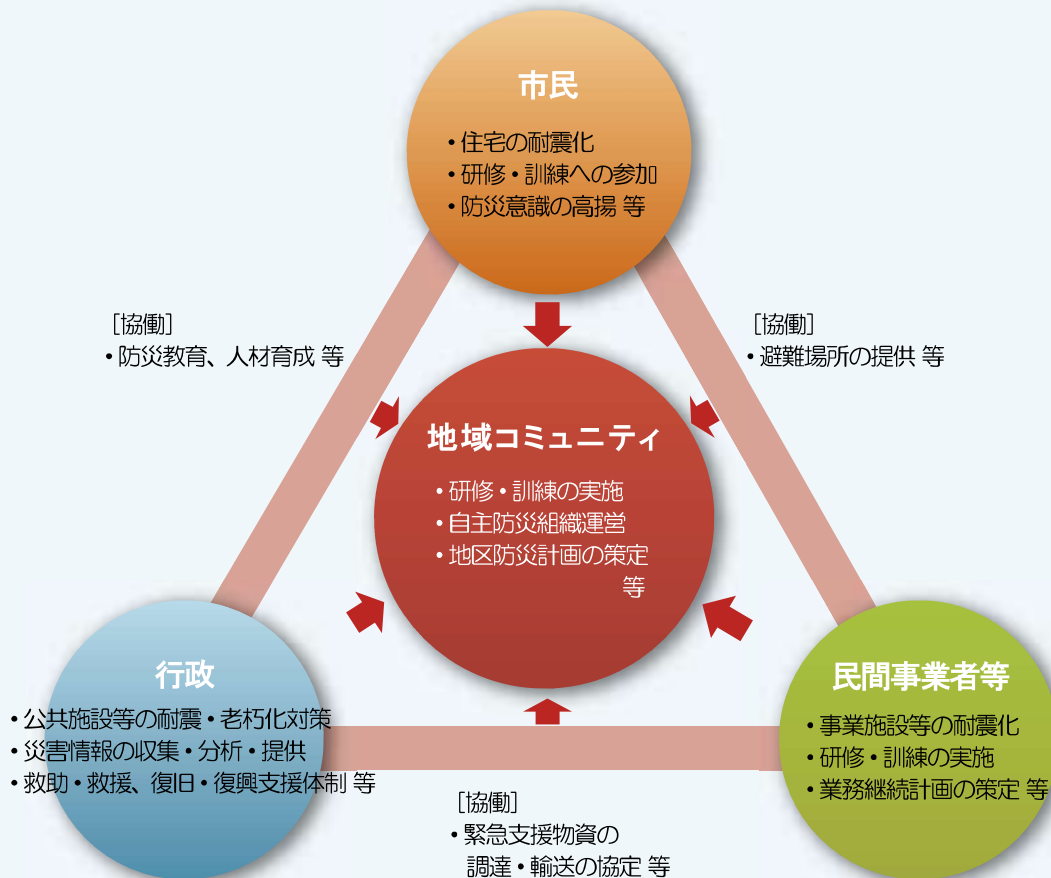 市民
・住宅の耐震化
・研修・訓練への参加
・防災意識の高揚 等
［協働］
・防災教育、人材育成 等
［協働］
・避難場所の提供 等
地域コミュニティ
・研修・訓練の実施
・自主防災組織運営
・地区防災計画の策定
等
行政
・公共施設等の耐震・老朽化対策
・災害情報の収集・分析・提供
・救助・救援、復旧・復興支援体制 等
民間事業者等
・事業施設等の耐震化
・研修・訓練の実施
・業務継続計画の策定 等
［協働］
・緊急支援物資の
調達・輸送の協定 等